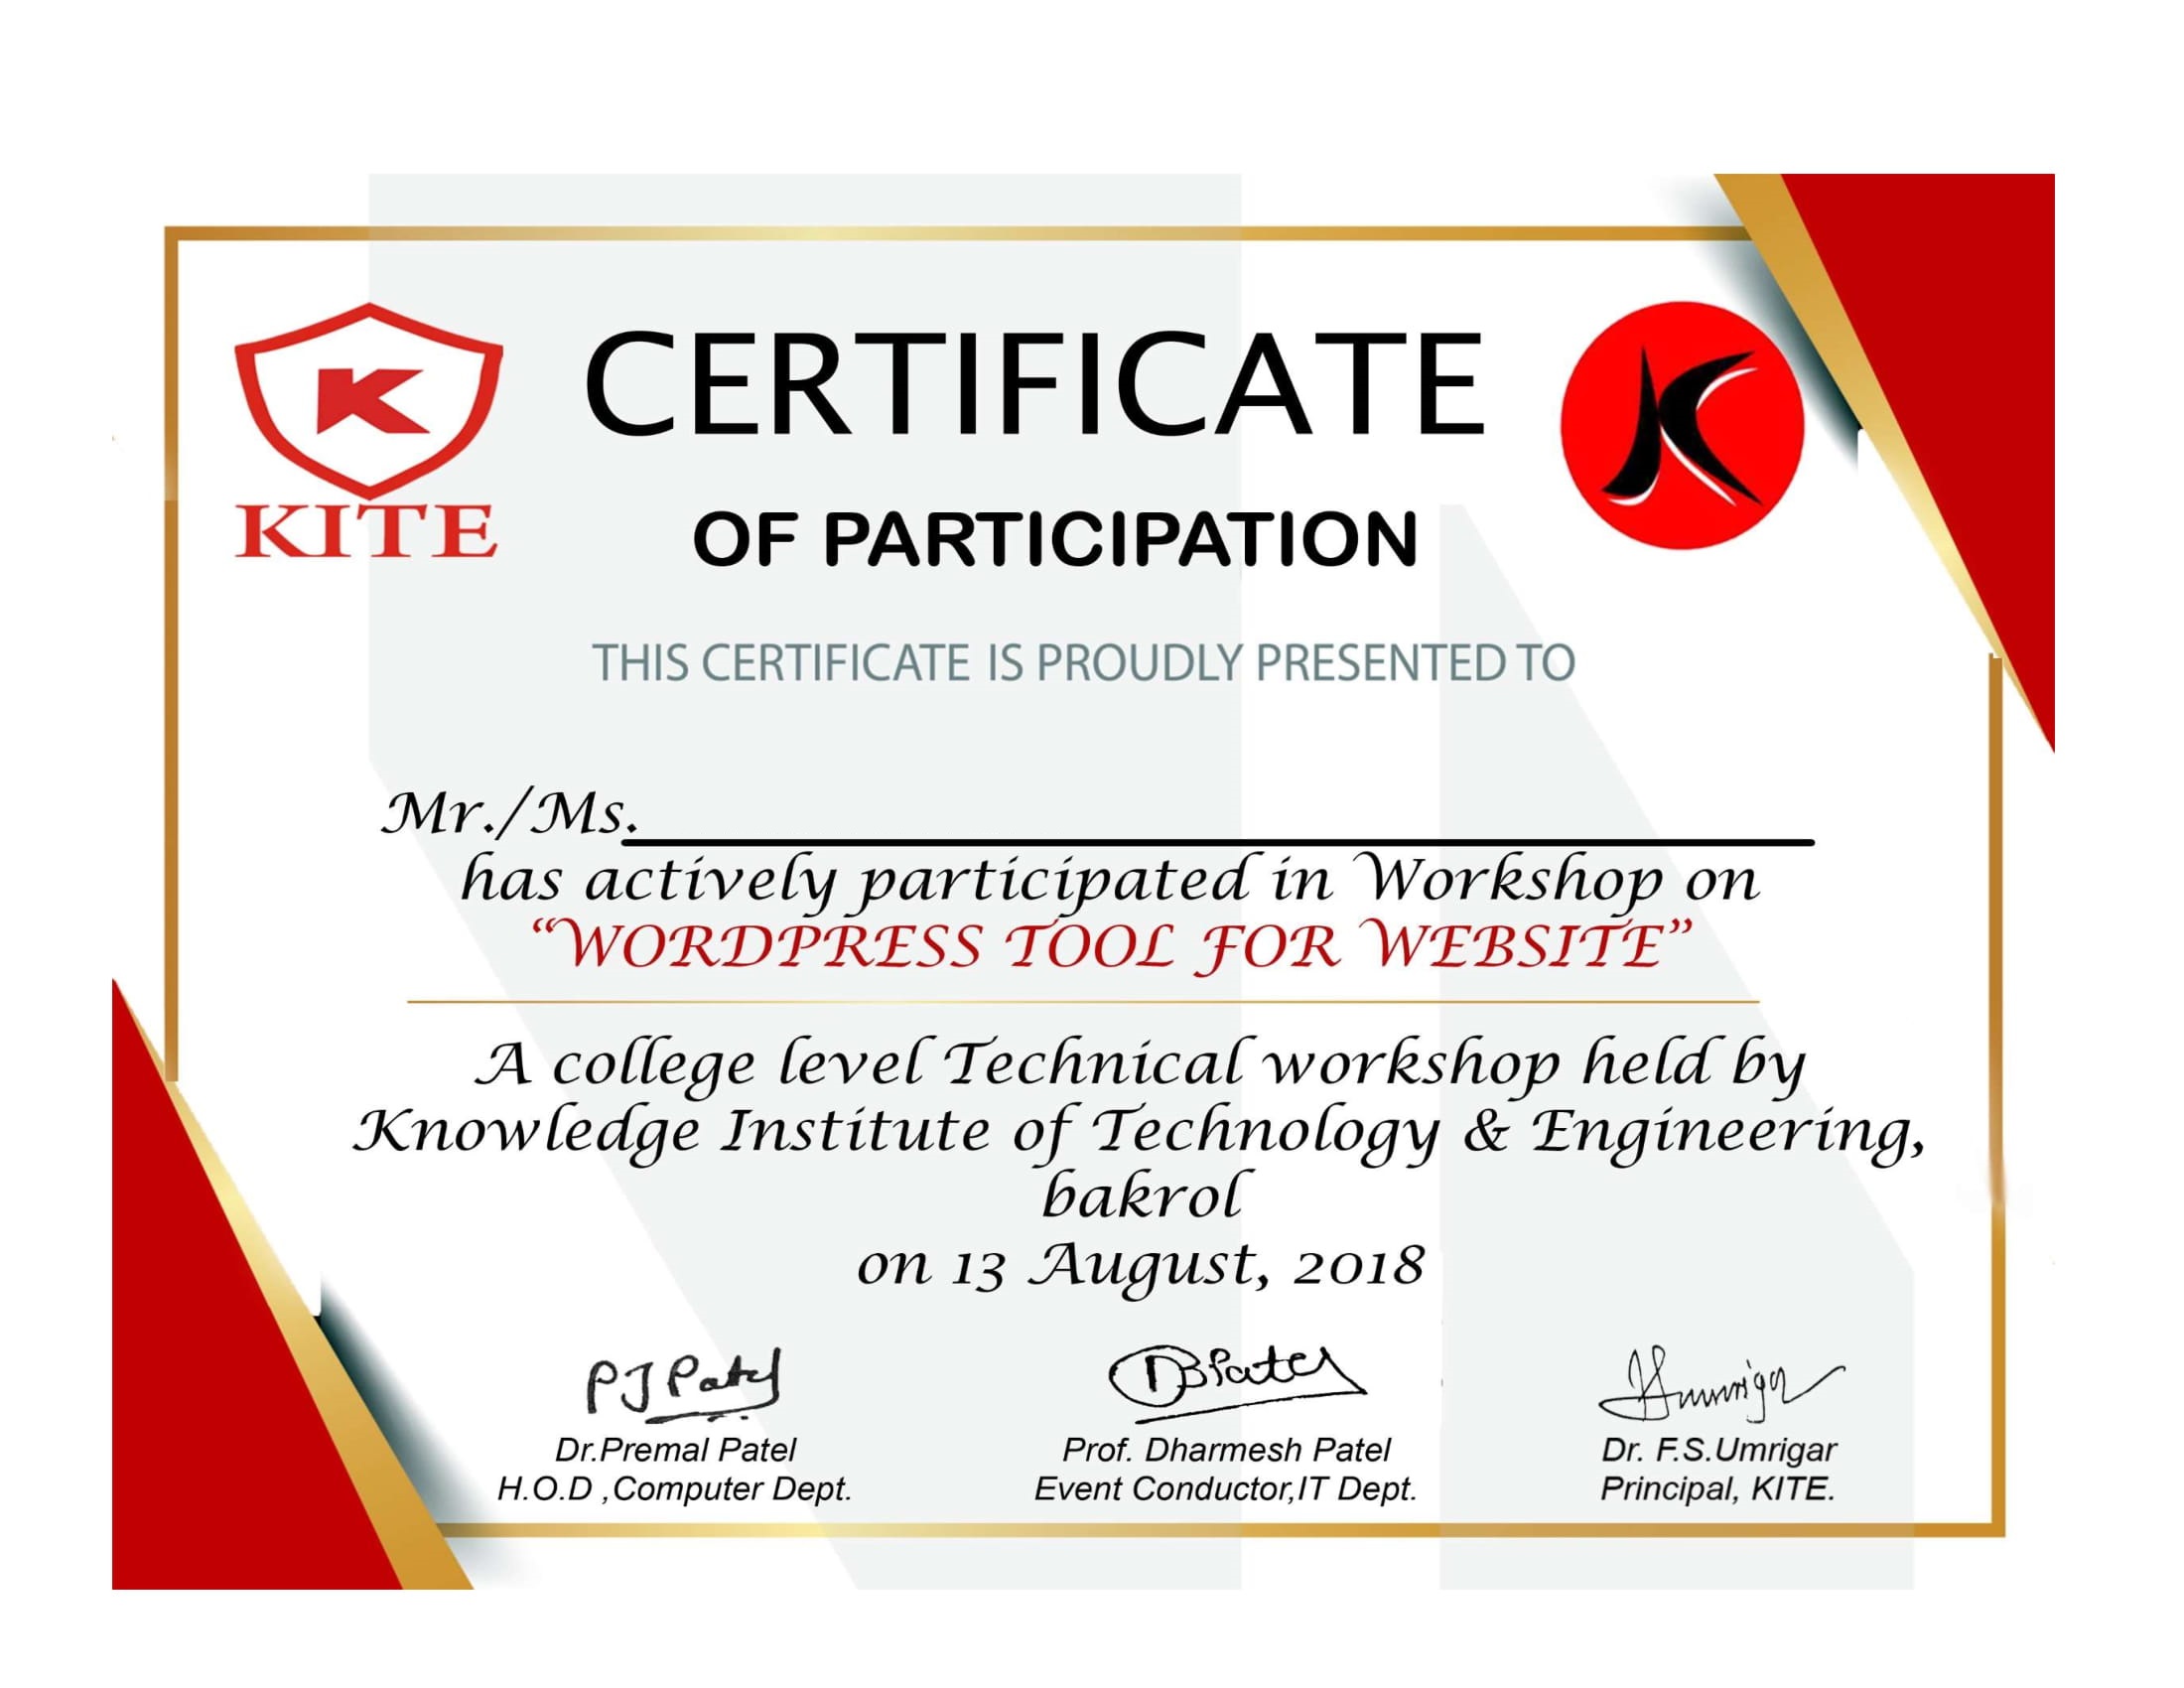 K
KITE
CERTIFICATE
K
OF PARTICIPATION
THIS CERTIFICATE IS PROUDLY PRESENTED TO
Mr./Ms.
has actively participated in Workshop on
“WORDPRESS TOOL FOR WEBSITE”
A college level Technical workshop held by
Knowledge Institute of Technology & Engineering,
bakrol
on 13 August, 2018
PJ Patel
DBPatel
Dr.Premal Patel
Prof. Dharmesh Patel
Dr. F.S.Umrigar
H.O.D ,Computer Dept.
Event Conductor,IT Dept.
Principal, KITE.